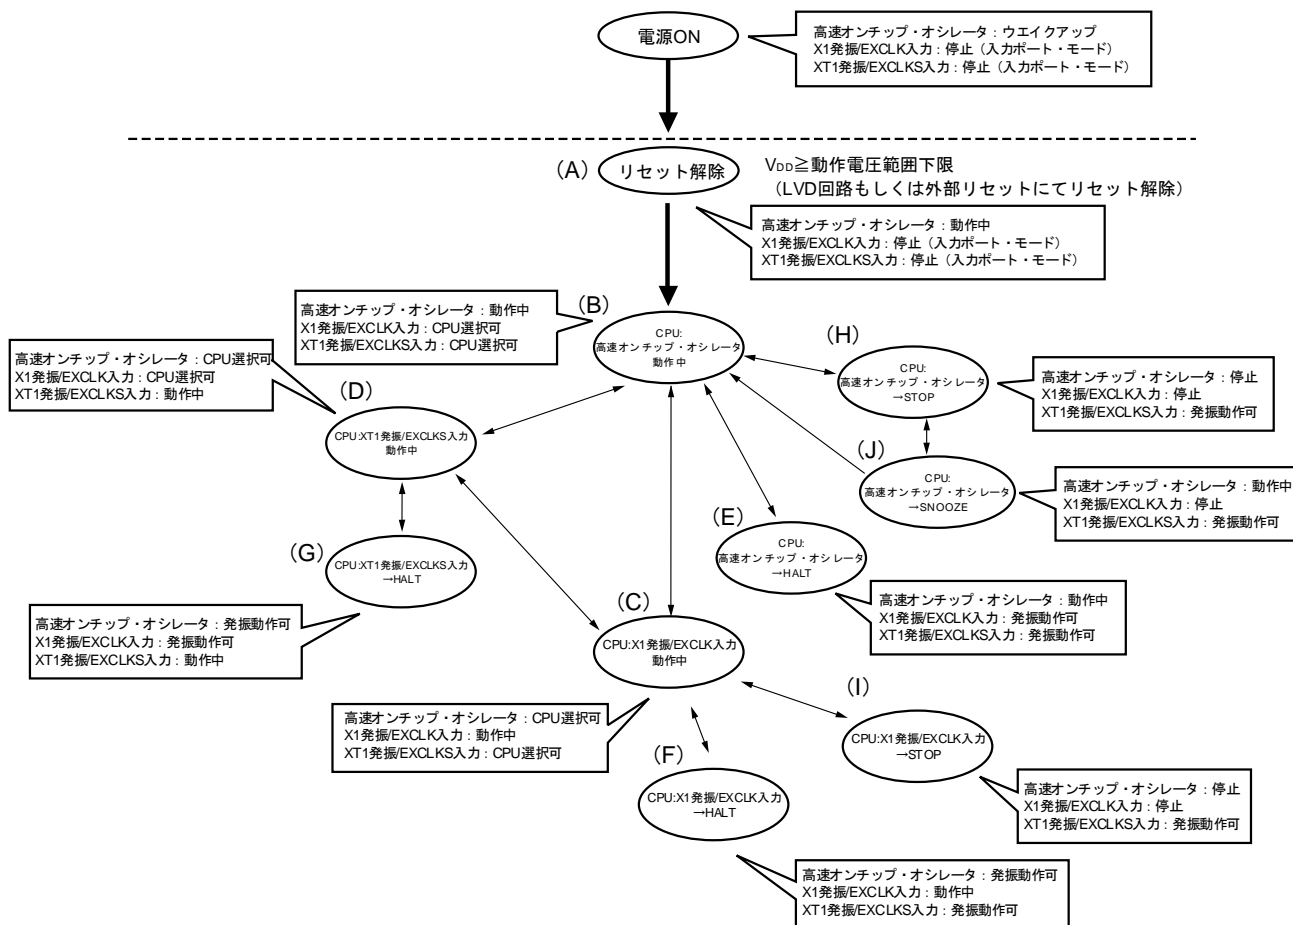 電源ON
高速オンチップ・オシレータ：ウエイクアップ
X1発振/EXCLK入力：停止（入力ポート・モード）
XT1発振/EXCLKS入力：停止（入力ポート・モード）
（A）
リセット解除
VDD≧動作電圧範囲下限
（LVD回路もしくは外部リセットにてリセット解除）
高速オンチップ・オシレータ：動作中
X1発振/EXCLK入力：停止（入力ポート・モード）
XT1発振/EXCLKS入力：停止（入力ポート・モード）
高速オンチップ・オシレータ：動作中
X1発振/EXCLK入力：CPU選択可
XT1発振/EXCLKS入力：CPU選択可
（B）
CPU:
高速オンチップ・オシレータ
動作中
高速オンチップ・オシレータ：CPU選択可
X1発振/EXCLK入力：CPU選択可
XT1発振/EXCLKS入力：動作中
（D）
CPU:XT1発振/EXCLKS入力
動作中
（H）
CPU:
高速オンチップ・オシレータ
→STOP
高速オンチップ・オシレータ：停止
X1発振/EXCLK入力：停止
XT1発振/EXCLKS入力：発振動作可
（J）
CPU:
高速オンチップ・オシレータ
→SNOOZE
高速オンチップ・オシレータ：動作中
X1発振/EXCLK入力：停止
XT1発振/EXCLKS入力：発振動作可
（E）
CPU:
高速オンチップ・オシレータ
→HALT
高速オンチップ・オシレータ：動作中
X1発振/EXCLK入力：発振動作可
XT1発振/EXCLKS入力：発振動作可
（G）
CPU:XT1発振/EXCLKS入力
→HALT
高速オンチップ・オシレータ：発振動作可
X1発振/EXCLK入力：発振動作可
XT1発振/EXCLKS入力：動作中
（C）
CPU:X1発振/EXCLK入力
動作中
高速オンチップ・オシレータ：CPU選択可
X1発振/EXCLK入力：動作中
XT1発振/EXCLKS入力：CPU選択可
（I）
CPU:X1発振/EXCLK入力
→STOP
高速オンチップ・オシレータ：停止
X1発振/EXCLK入力：停止
XT1発振/EXCLKS入力：発振動作可
（F）
CPU:X1発振/EXCLK入力
→HALT
高速オンチップ・オシレータ：発振動作可
X1発振/EXCLK入力：動作中
XT1発振/EXCLKS入力：発振動作可